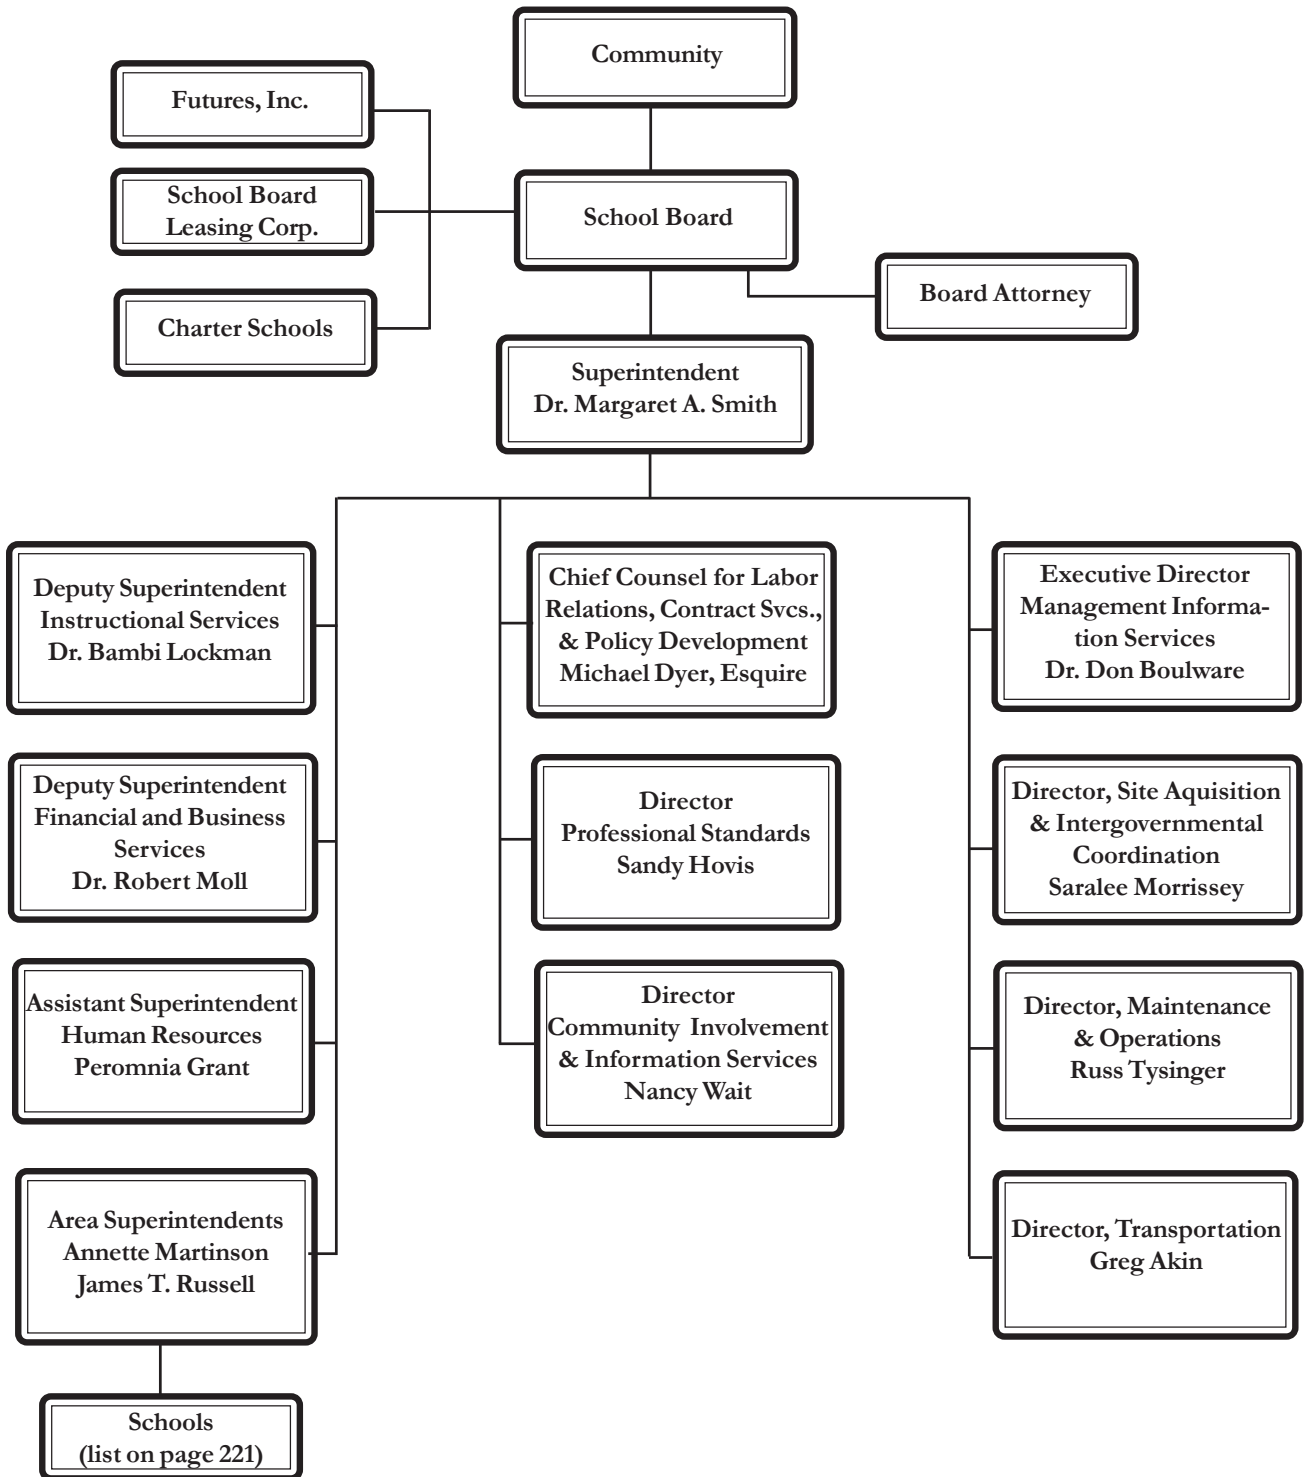 Community
Futures, Inc.
School Board
Leasing Corp.
School Board
Charter Schools
Board Attorney
Superintendent
Dr. Margaret A. Smith
Deputy Superintendent
Instructional Services
Dr. Bambi Lockman
Deputy Superintendent
Financial and Business
Services
Dr. Robert Moll
Assistant Superintendent
Human Resources
Peromnia Grant
Area Superintendents
Annette Martinson
James T. Russell
Schools
(list on page 221)
Chief Counsel for Labor
Relations, Contract Svcs.,
& Policy Development
Michael Dyer, Esquire
Director
Professional Standards
Sandy Hovis
Director
Community Involvement
& Information Services
Nancy Wait
Executive Director
Management Informa-
tion Services
Dr. Don Boulware
Director, Site Aquisition
& Intergovernmental
Coordination
Saralee Morrissey
Director, Maintenance
& Operations
Russ Tysinger
Director, Transportation
Greg Akin